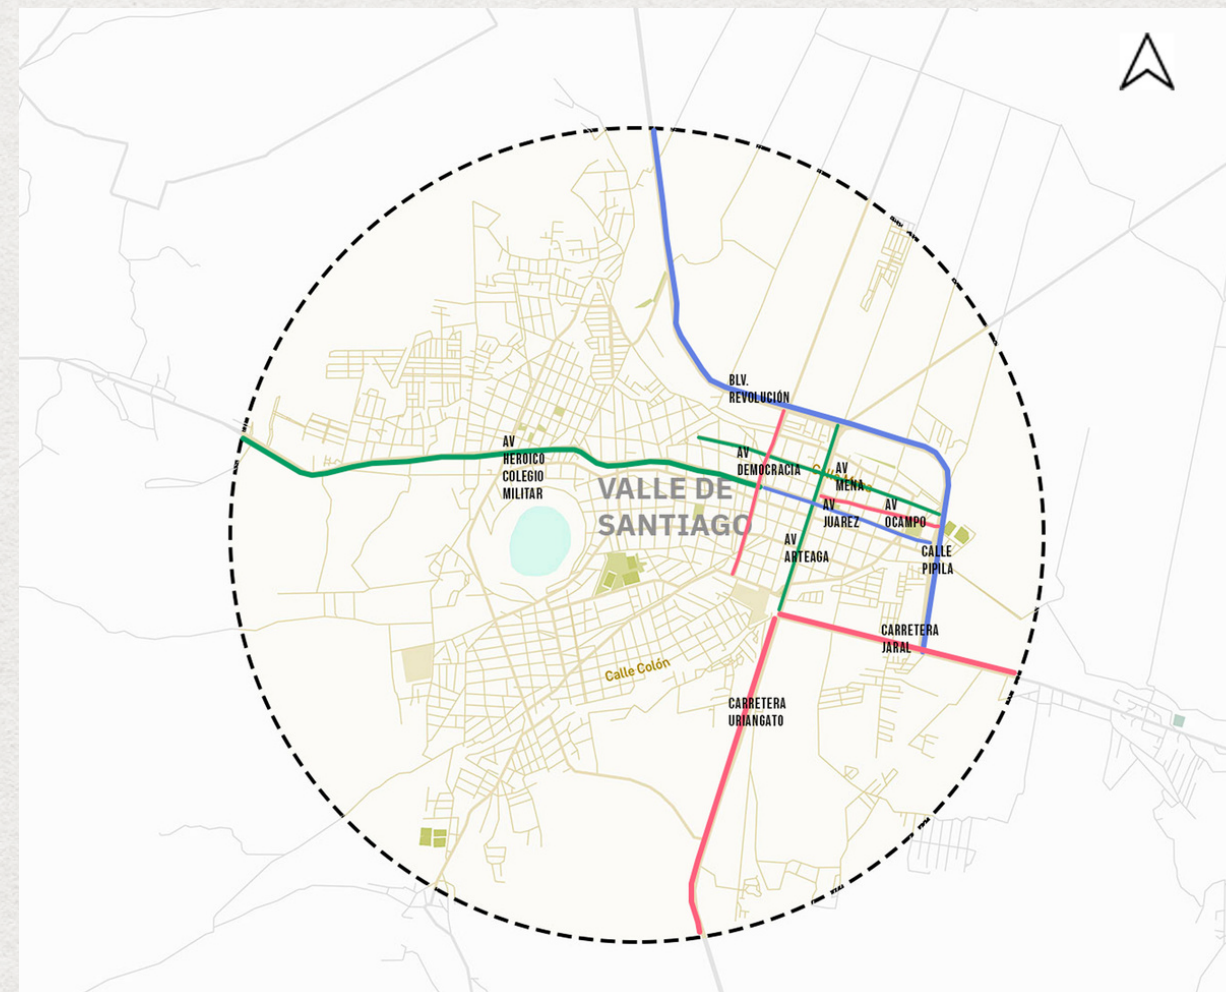 BLV.
REVOLUCIÓN
AV
HEROICO
COLEGIO
MILITAR
AV
DEMOCRACIA
AV
MENA
VALLE DE
SANTIAGO
AV
JUAREZ
AV
OCAMPO
AV
ARTEAGA
CALLE
PIPILA
CARRETERA
JARAL
Calle Colón
CARRETERA
URIANGATO